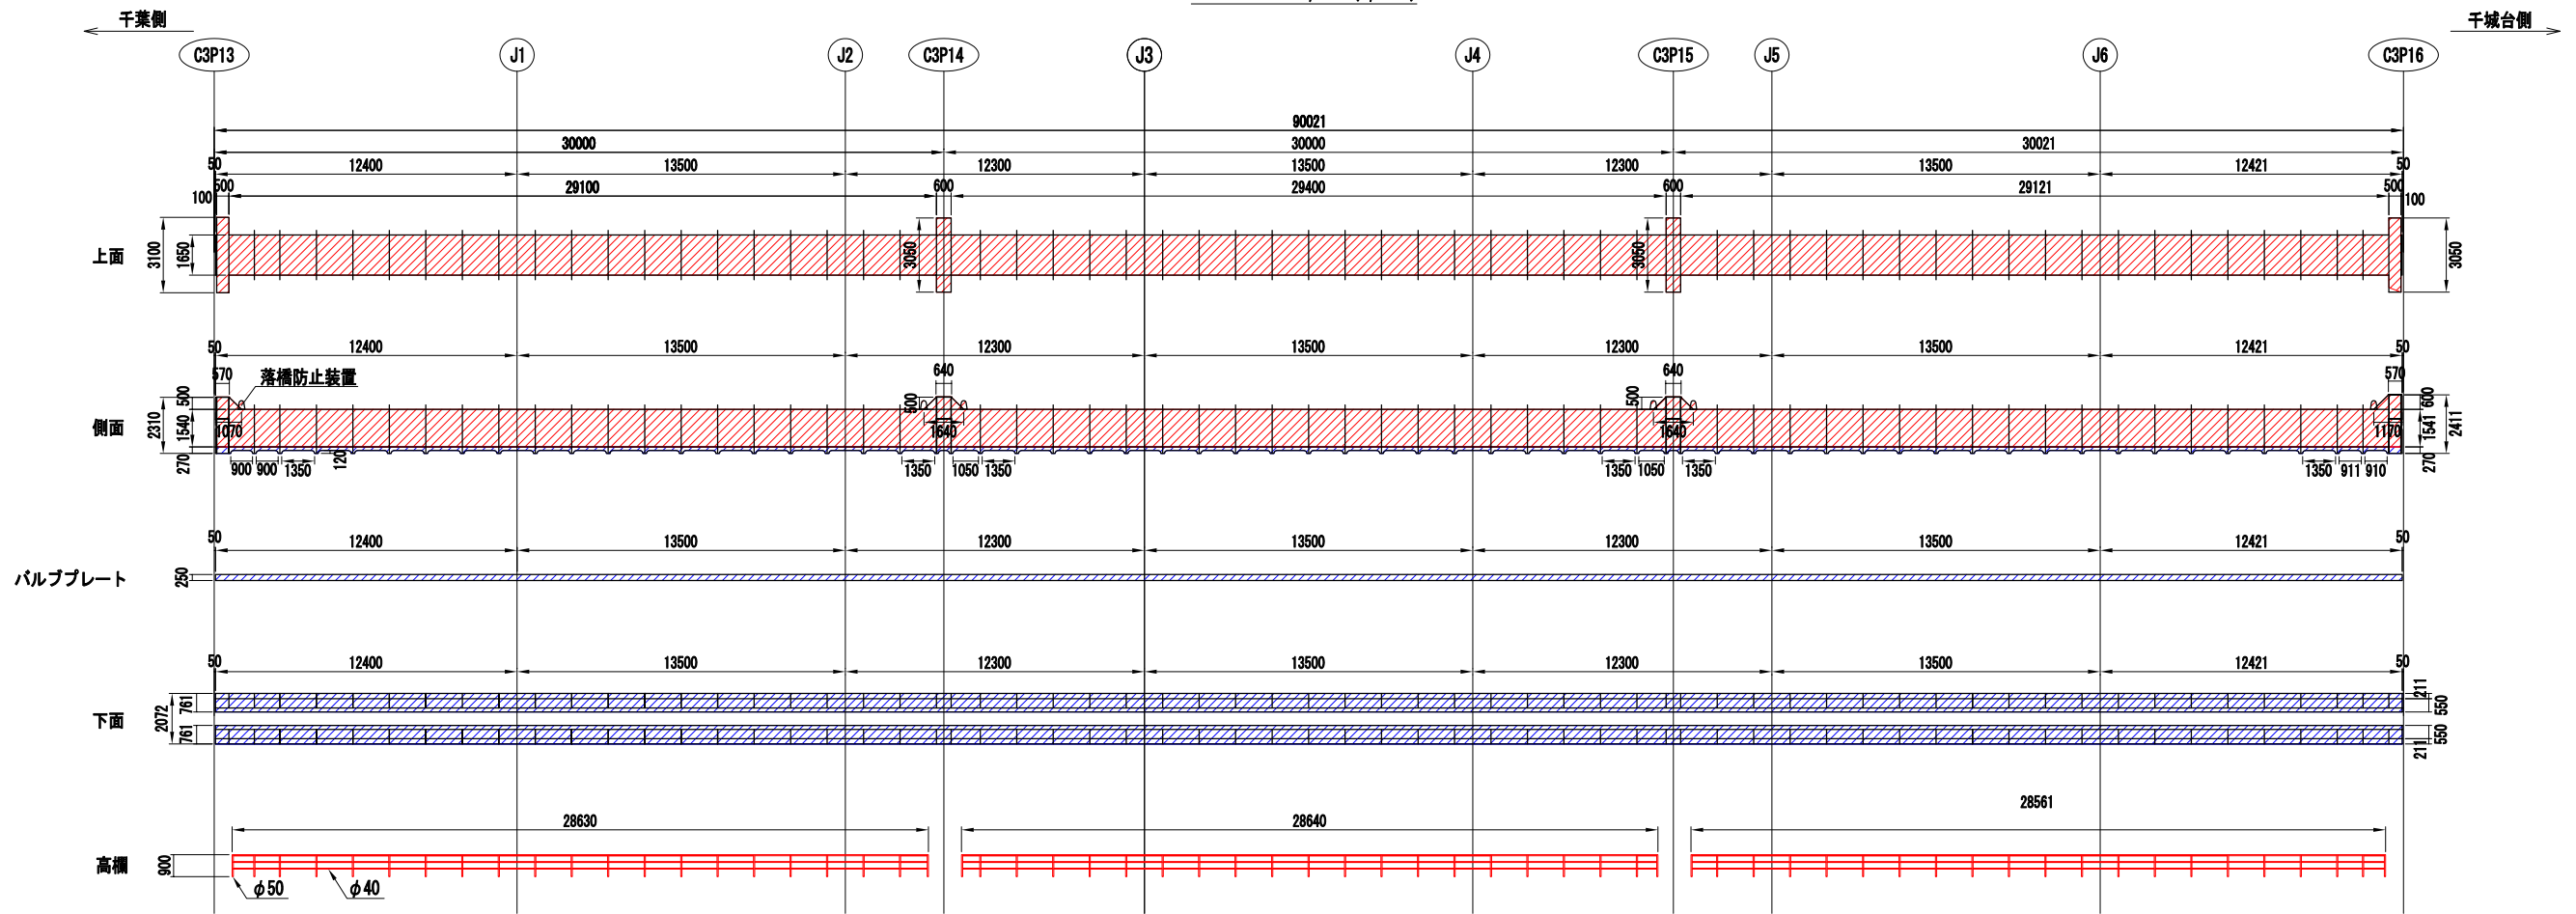 千葉側
千城台側
C3P13 J1 J2 C3P14 J3 J4 C3P15 J5 J6 C3P16
90021
30000 30000 30021
50 12400 13500 12300 13500 12300 13500 12421 50
100 500 29100 600 29400 600 29121 500 100
上面 3100 1650 3050 3050 3050
50 12400 13500 12300 13500 12300 13500 12421 50
570 落橋防止装置 640 640 570
側面 2310 500 1540 270 1070 500 1640 500 1640 1170 600 1541 270 2411
900 900 1350 120 1350 1050 1350 1350 1050 1350 1350 911 910
50 12400 13500 12300 13500 12300 13500 12421 50
バルブプレート 250
50 12400 13500 12300 13500 12300 13500 12421 50
下面 2072 761 761 211 550 550 211
28630 28640 28561
高欄 900
φ50 φ40